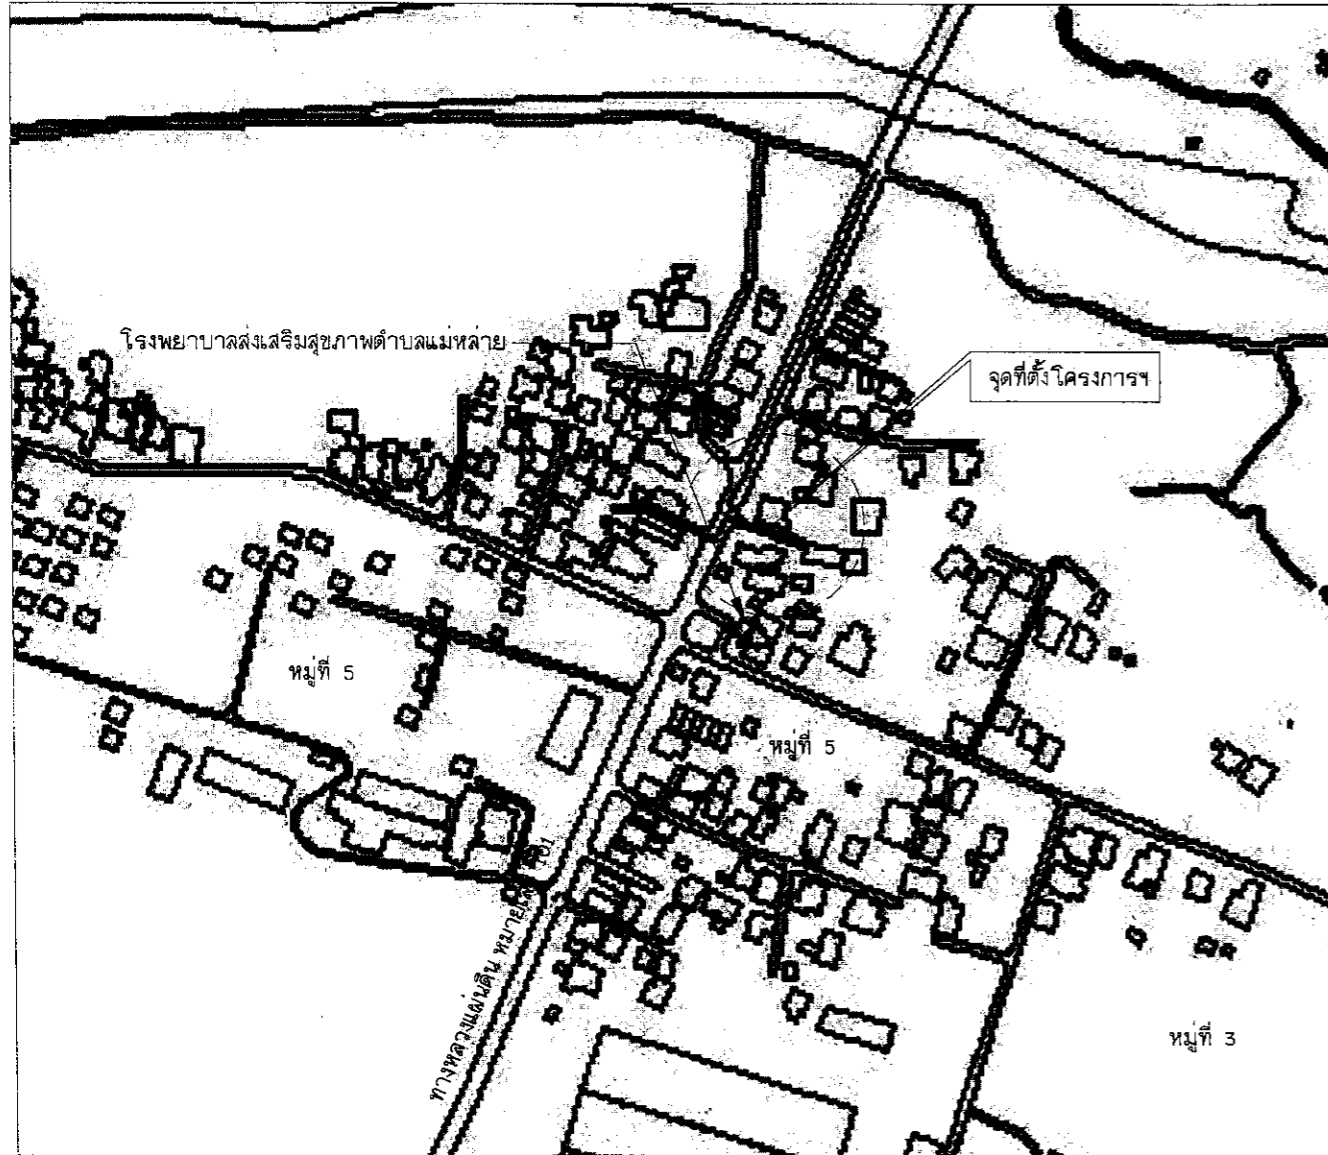 โรงพยาบาลส่งเสริมสุขภาพตำบลแม่หล่าย
จุดที่ตั้งโครงการฯ
หมู่ที่ 5
หมู่ที่ 5
ทางหลวงแผ่นดิน หมายเลข 101
หมู่ที่ 3